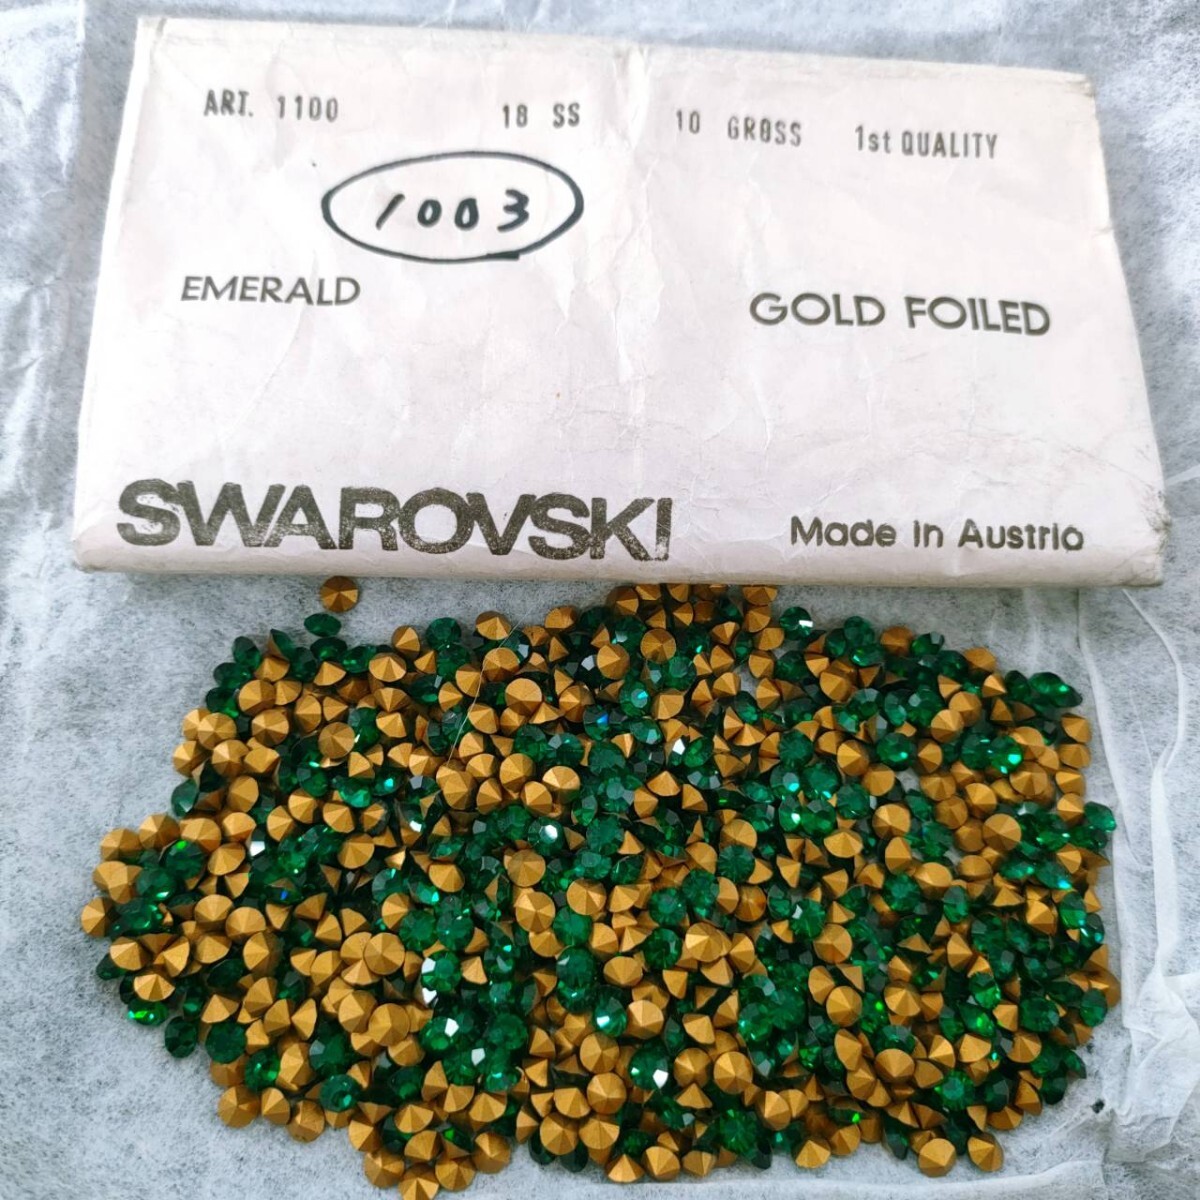 ART. 1100 18 SS 10 GROSS 1st QUALITY
1003
EMERALD GOLD FOILED
SWAROVSKI Made in Austria